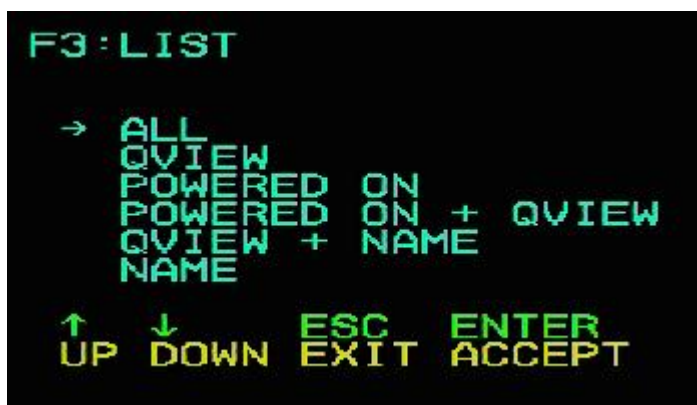 F3:LIST
→ ALL
QVIEW
POWERED ON
POWERED ON + QVIEW
QVIEW + NAME
NAME
↑ ↓ ESC ENTER
UP DOWN EXIT ACCEPT